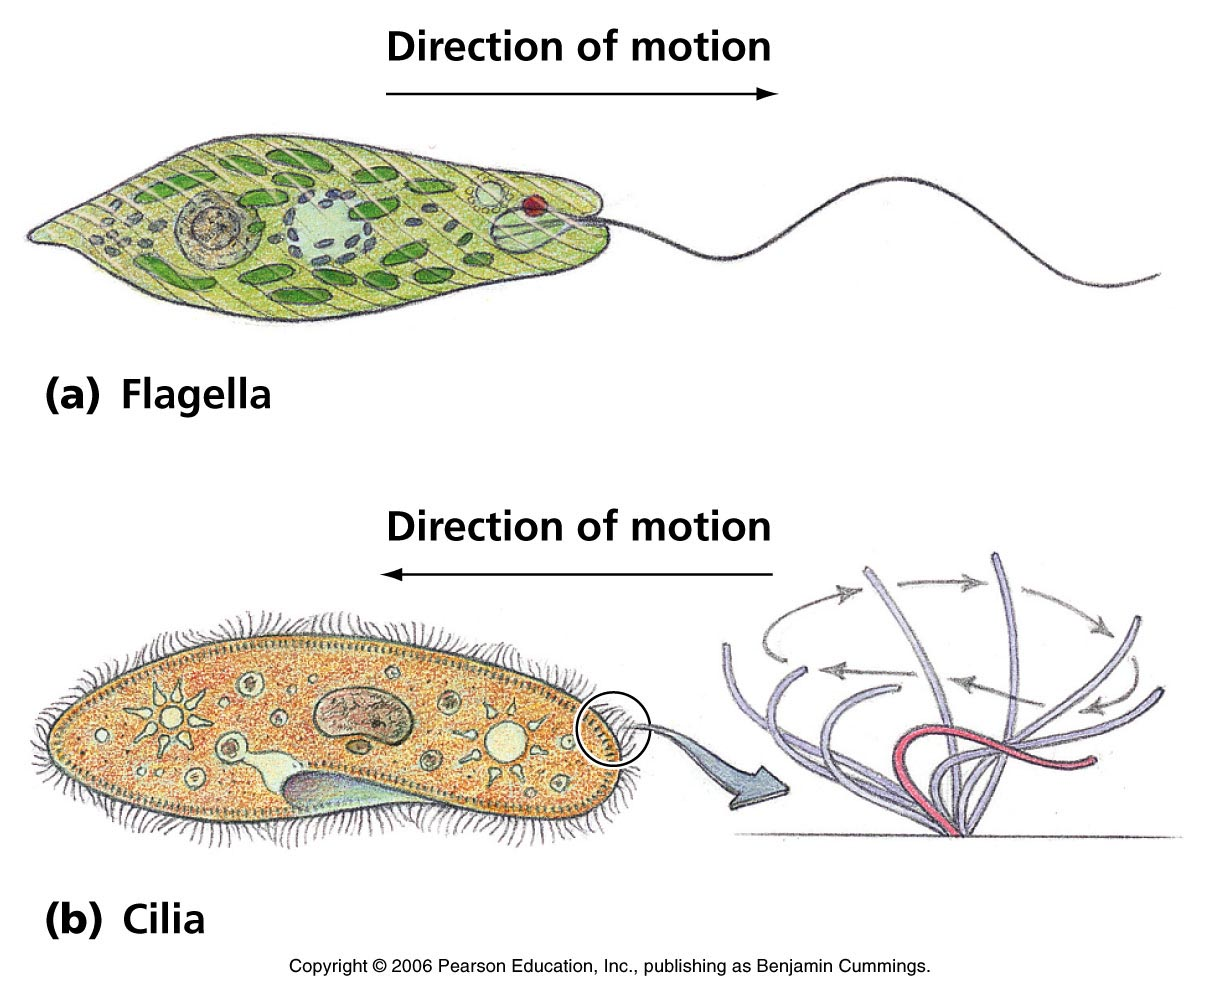 Direction of motion
(a) Flagella
Direction of motion
(b) Cilia
Copyright © 2006 Pearson Education, Inc., publishing as Benjamin Cummings.